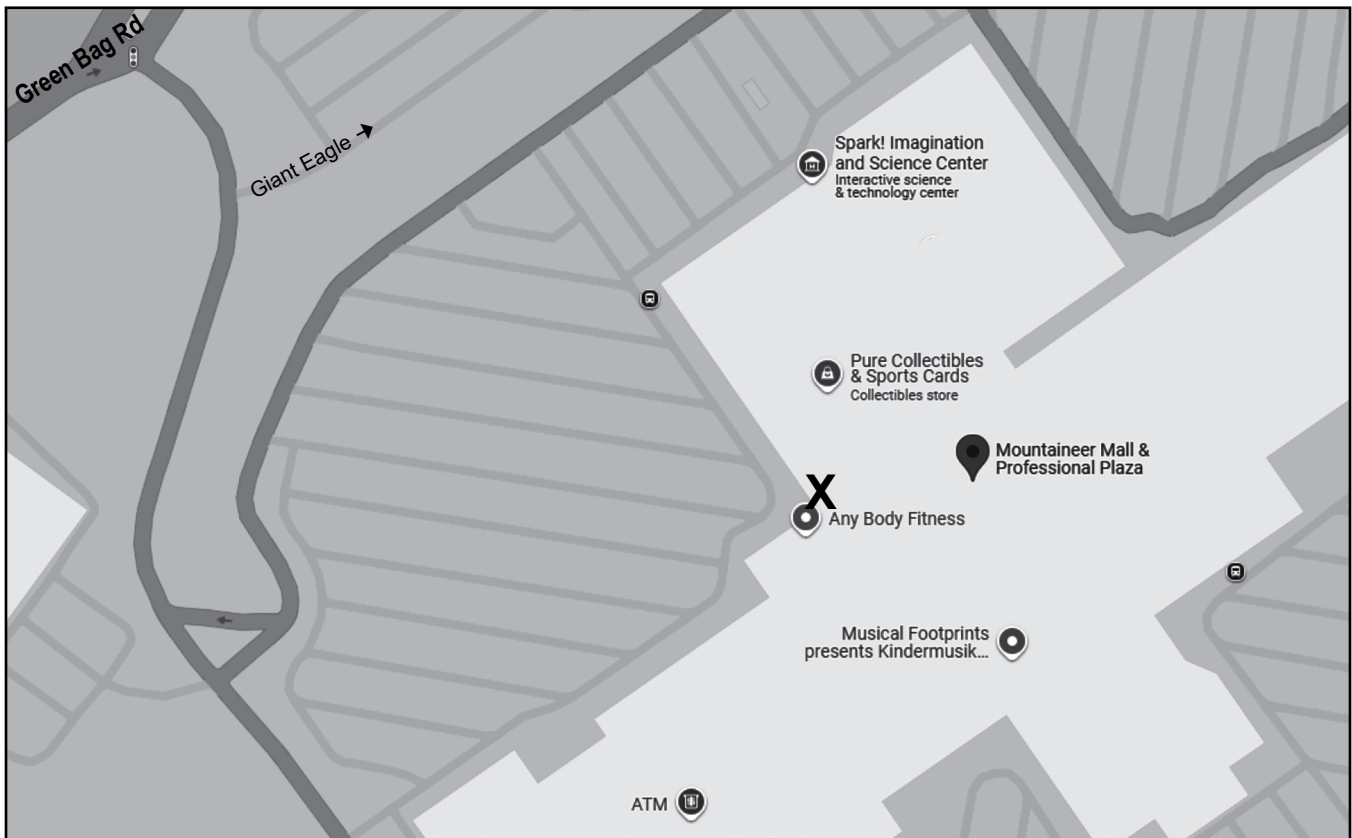 Green Bag Rd
Giant Eagle
Spark! Imagination
and Science Center
Interactive science
& technology center
Pure Collectibles
& Sports Cards
Collectibles store
Mountaineer Mall &
Professional Plaza
X
Any Body Fitness
Musical Footprints
presents Kindermusik...
ATM